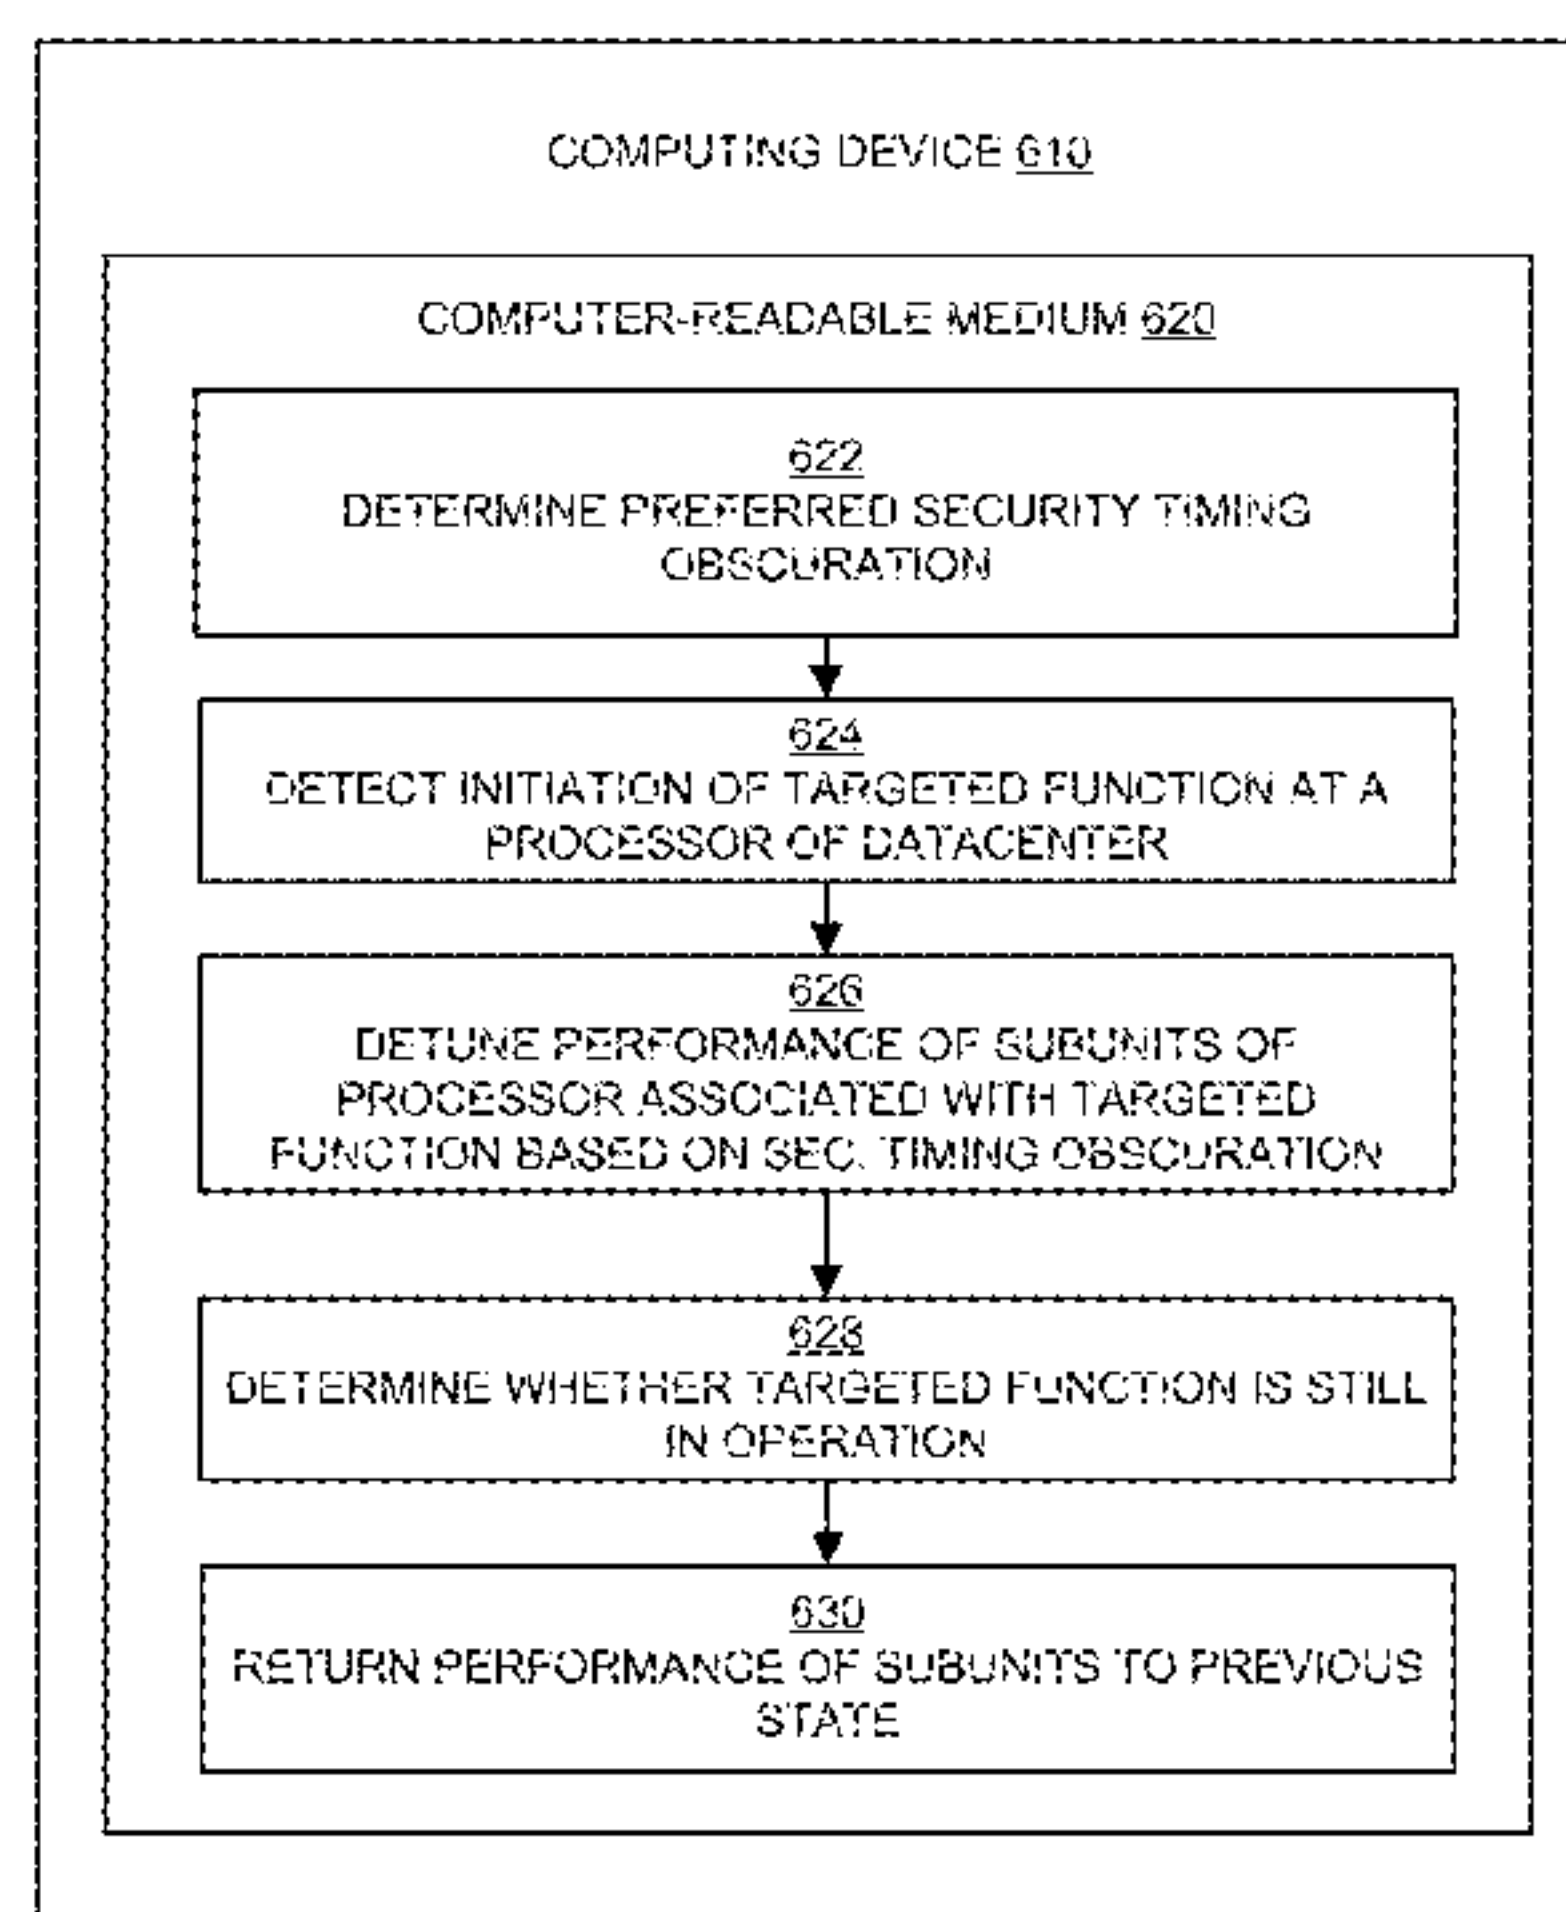 COMPUTING DEVICE 610
COMPUTER-READABLE MEDIUM 620
622
DETERMINE PREFERRED SECURITY TIMING
OBSCURATION
624
DETECT INITIATION OF TARGETED FUNCTION AT A
PROCESSOR OF DATACENTER
626
DETUNE PERFORMANCE OF SUBUNITS OF
PROCESSOR ASSOCIATED WITH TARGETED
FUNCTION BASED ON SEC. TIMING OBSCURATION
628
DETERMINE WHETHER TARGETED FUNCTION IS STILL
IN OPERATION
630
RETURN PERFORMANCE OF SUBUNITS TO PREVIOUS
STATE